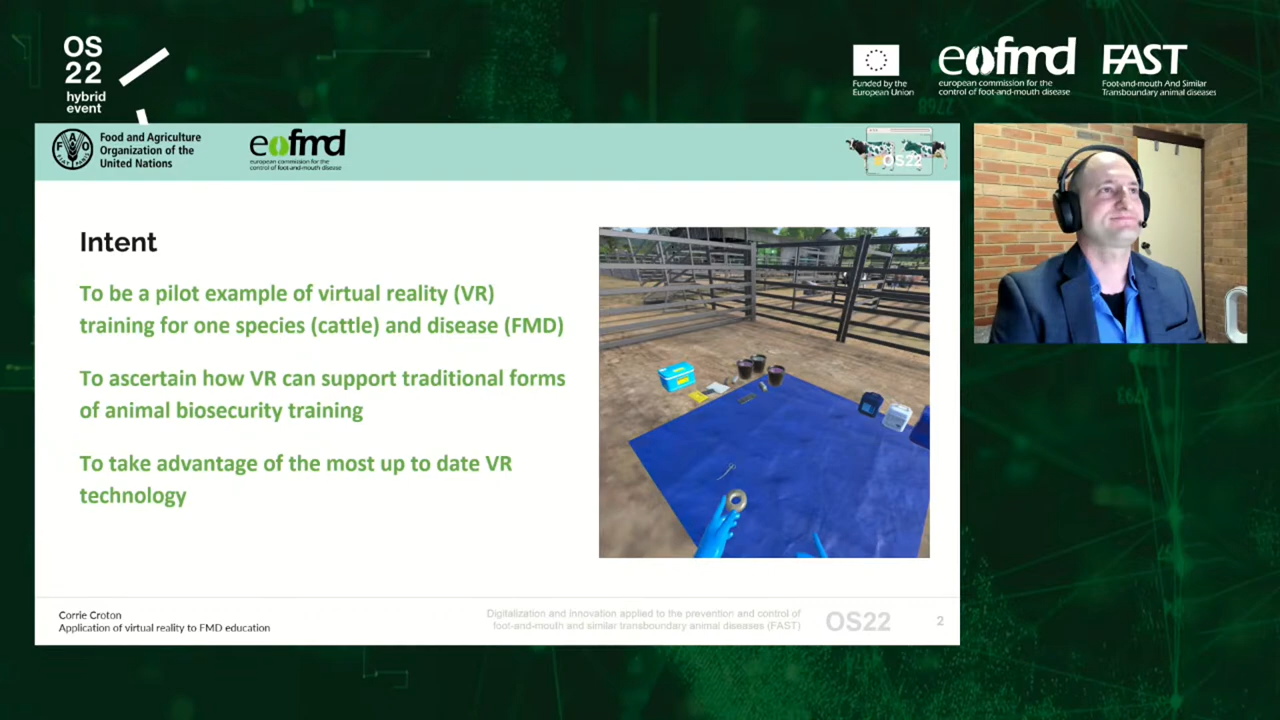 OS
22
hybrid
event
Funded by the
European Union
eofmd
european commission for the
control of foot-and-mouth disease
FAST
Foot-and-mouth And Similar
Transboundary animal diseases
FAO
FIAT PANIS
Food and Agriculture
Organization of the
United Nations
eofmd
european commission for the
control of foot-and-mouth disease
OS22
Intent
To be a pilot example of virtual reality (VR)
training for one species (cattle) and disease (FMD)
To ascertain how VR can support traditional forms
of animal biosecurity training
To take advantage of the most up to date VR
technology
Corrie Croton
Application of virtual reality to FMD education
Digitalization and innovation applied to the prevention and control of
foot-and-mouth and similar transboundary animal diseases (FAST)
OS22
2